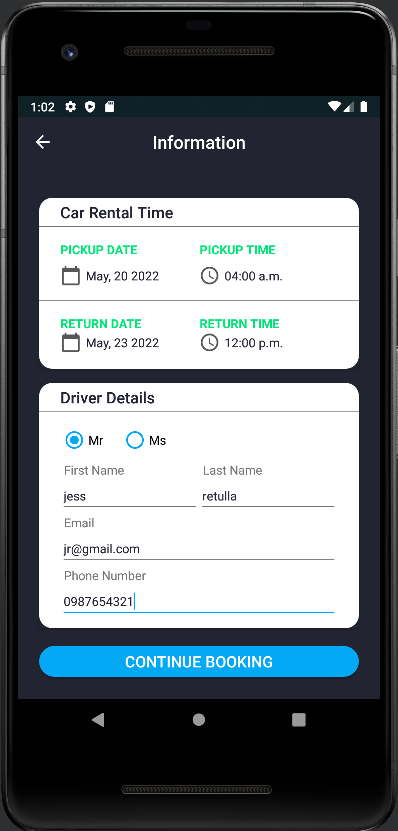 1:02
Information
Car Rental Time
PICKUP DATE PICKUP TIME
May, 20 2022 04:00 a.m.
RETURN DATE RETURN TIME
May, 23 2022 12:00 p.m.
Driver Details
Mr Ms
First Name Last Name
jess retulla
Email
jr@gmail.com
Phone Number
0987654321
CONTINUE BOOKING